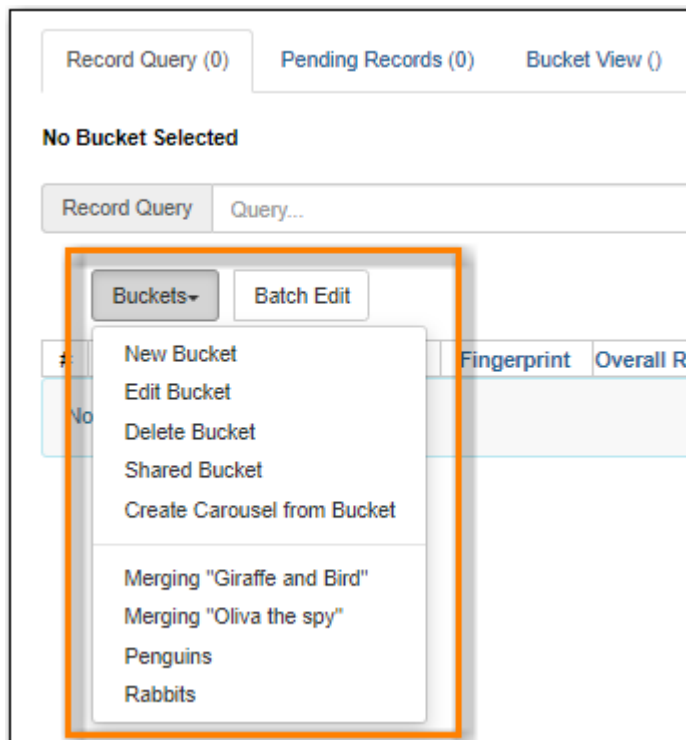 Record Query (0) Pending Records (0) Bucket View ()
No Bucket Selected
Record Query Query...
Buckets Batch Edit
# Fingerprint Overall R
No
New Bucket
Edit Bucket
Delete Bucket
Shared Bucket
Create Carousel from Bucket
Merging "Giraffe and Bird"
Merging "Oliva the spy"
Penguins
Rabbits